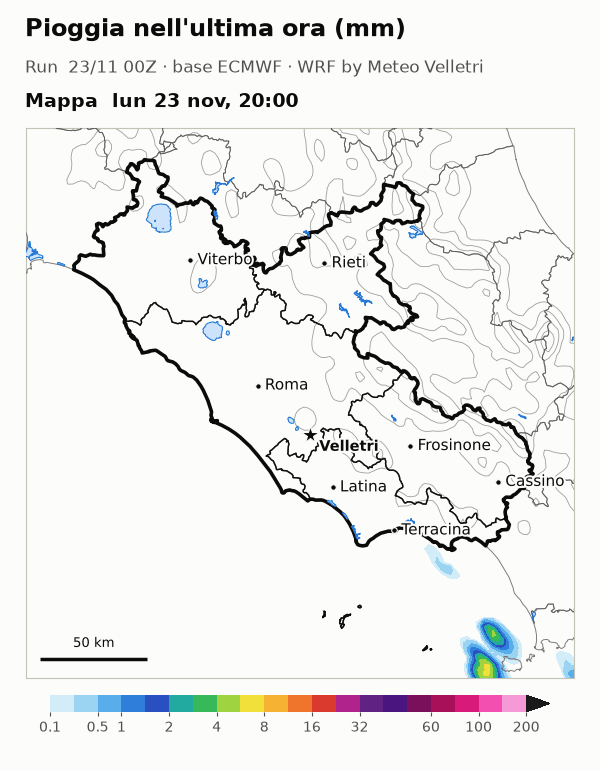 Pioggia nell'ultima ora (mm)
Run  23/11 00Z · base ECMWF · WRF by Meteo Velletri
Mappa  lun 23 nov, 20:00
Viterbo
Rieti
Roma
Velletri
Frosinone
Cassino
Latina
Terracina
50 km
0.1 0.5 1 2 4 8 16 32 60 100 200